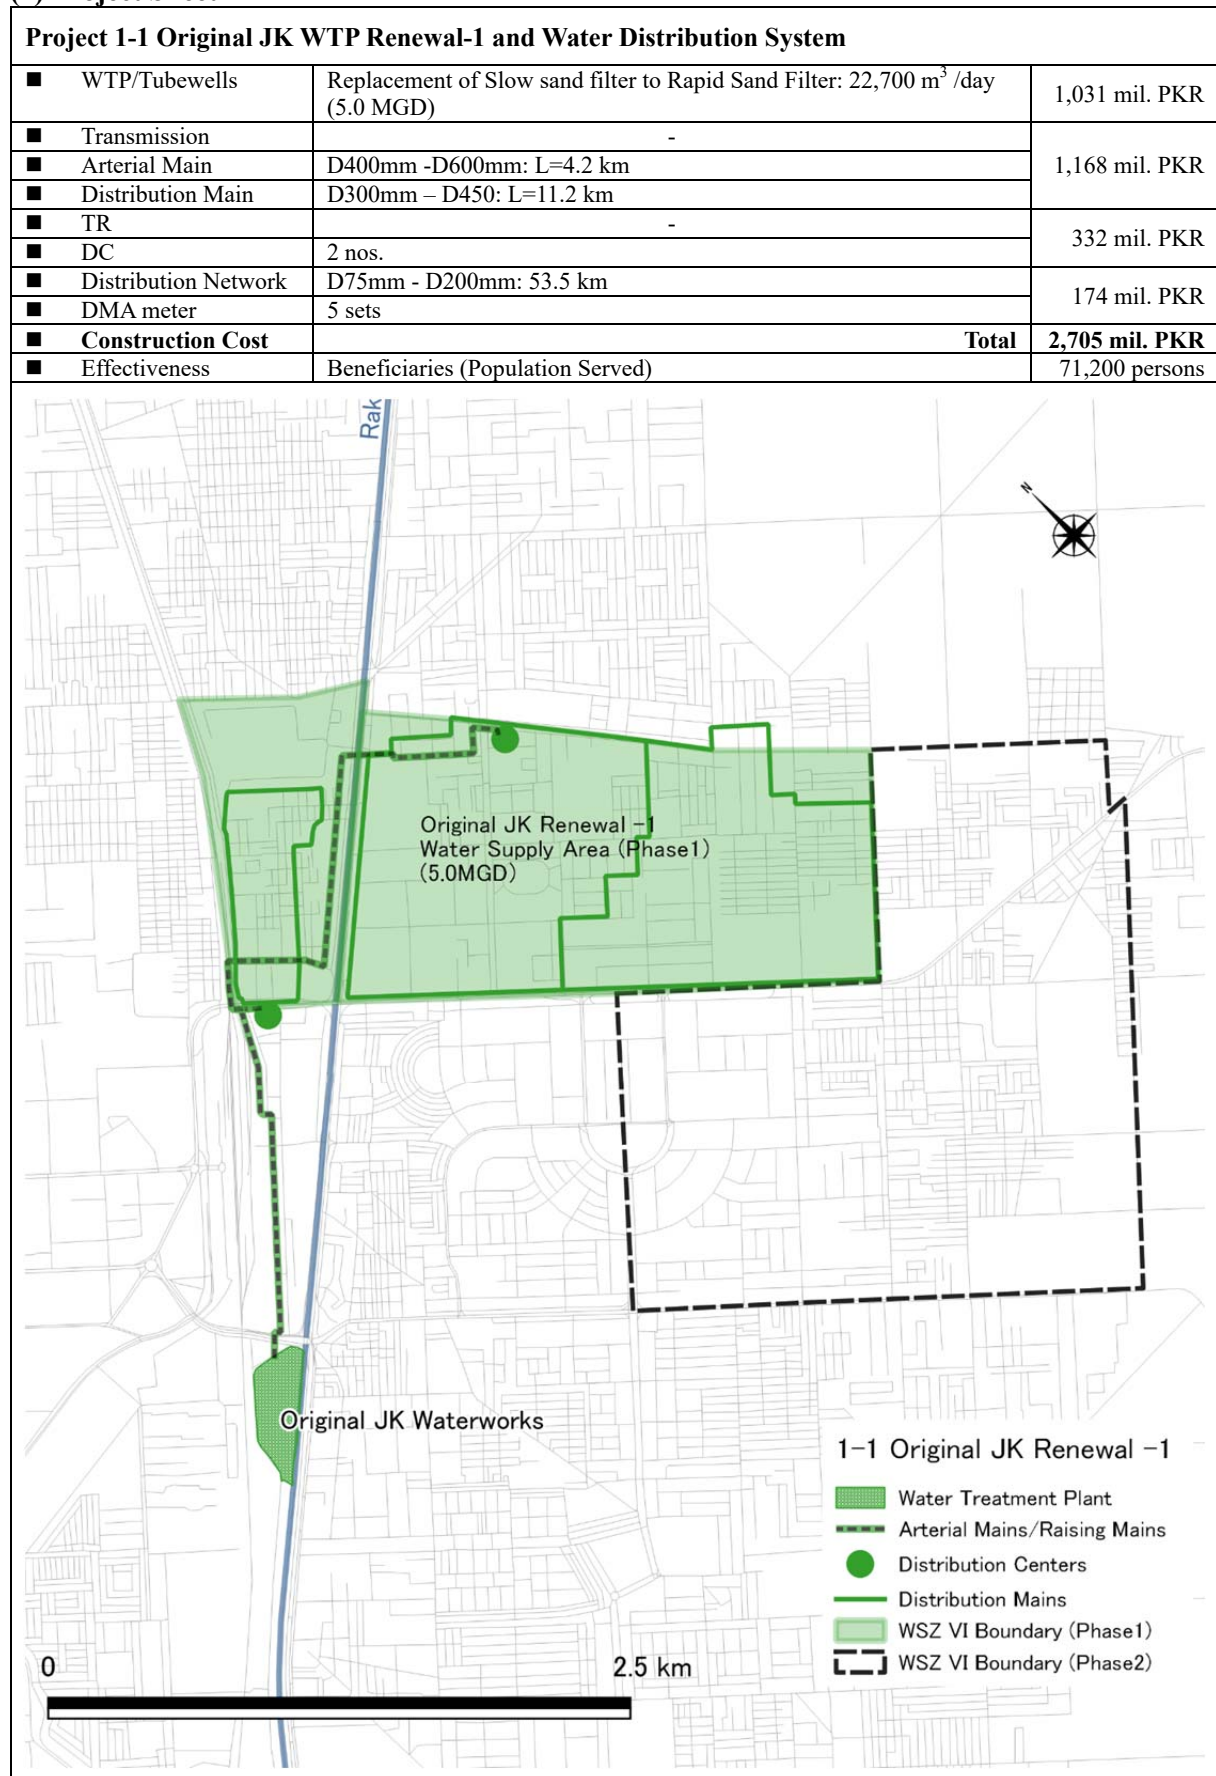 Project 1-1 Original JK WTP Renewal-1 and Water Distribution System
■ WTP/Tubewells Replacement of Slow sand filter to Rapid Sand Filter: 22,700 m³ /day (5.0 MGD) 1,031 mil. PKR
■ Transmission -
■ Arterial Main D400mm -D600mm: L=4.2 km 1,168 mil. PKR
■ Distribution Main D300mm – D450: L=11.2 km
■ TR -
332 mil. PKR
■ DC 2 nos.
■ Distribution Network D75mm - D200mm: 53.5 km
174 mil. PKR
■ DMA meter 5 sets
■ Construction Cost Total 2,705 mil. PKR
■ Effectiveness Beneficiaries (Population Served) 71,200 persons
Rak
N
Original JK Renewal -1
Water Supply Area (Phase1)
(5.0MGD)
Original JK Waterworks
1-1 Original JK Renewal -1
Water Treatment Plant
Arterial Mains/Raising Mains
Distribution Centers
Distribution Mains
WSZ VI Boundary (Phase1)
WSZ VI Boundary (Phase2)
0 2.5 km